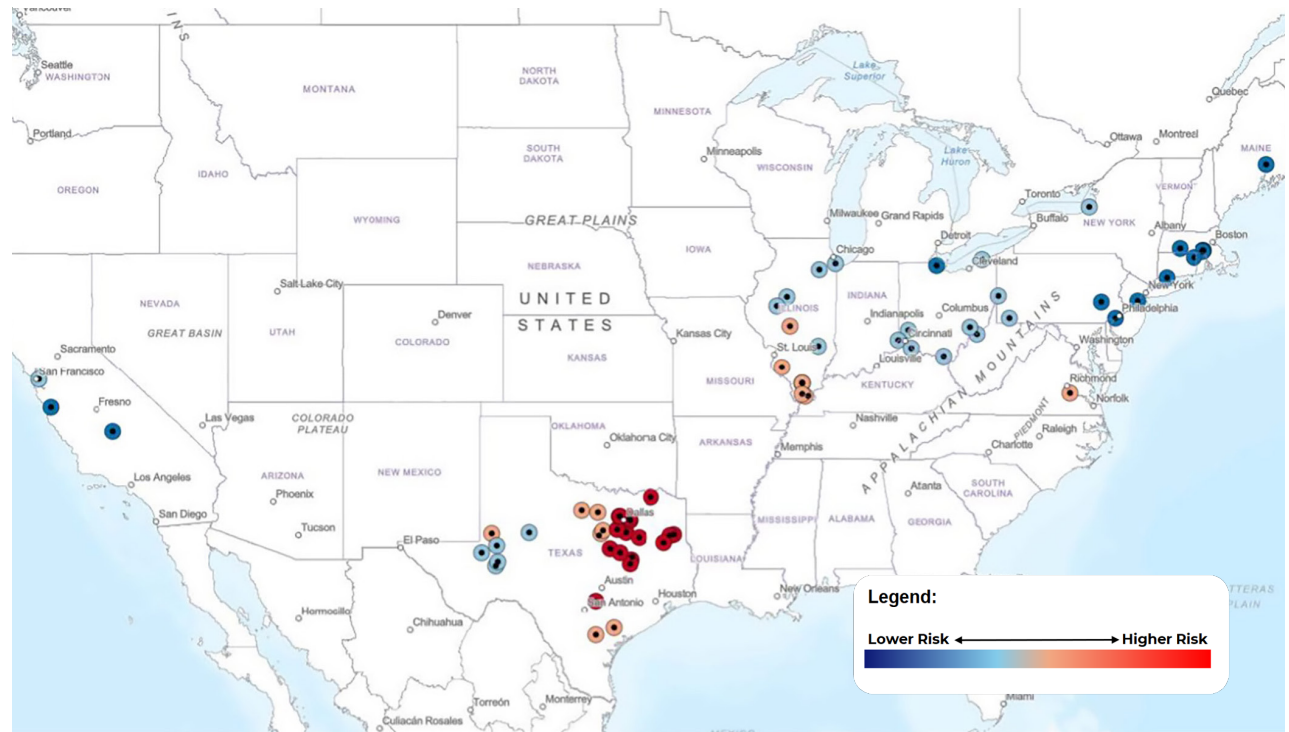 Vancouver
INS
Seattle
WASHINGTON
MONTANA
NORTH
DAKOTA
MINNESOTA
Lake
Superior
Quebec
Portland
Ottawa
Montreal
MAINE
Minneapolis
SOUTH
DAKOTA
WISCONSIN
Lake
Huron
OREGON
IDAHO
VERMONT
Toronto
WYOMING
GREAT PLAINS
Milwaukee
Grand Rapids
Buffalo
NEW YORK
Albany
Boston
Detroit
IOWA
Chicago
Cleveland
NEBRASKA
Salt Lake City
New York
NEVADA
UNITED
STATES
ILLINOIS
INDIANA
Columbus
Philadelphia
GREAT BASIN
UTAH
Denver
Indianapolis
Kansas City
Cincinnati
COLORADO
Sacramento
KANSAS
St. Louis
Louisville
Washington
San Francisco
MISSOURI
KENTUCKY
Richmond
Fresno
Norfolk
Las Vegas
COLORADO
PLATEAU
OKLAHOMA
Oklahoma City
ARKANSAS
Nashville
APPALACHIAN MOUNTAINS
PIEDMONT
Raleigh
Memphis
Charlotte
Los Angeles
ARIZONA
NEW MEXICO
Phoenix
Atanta
SOUTH
CAROLINA
San Diego
Dallas
MISSISSIPPI
ALABAMA
GEORGIA
Tucson
El Paso
TEXAS
LOUISIANA
Austin
San Antonio
Houston
New Orleans
Hermosillo
Chihuahua
TTERAS
PLAIN
Legend:
Lower Risk
Higher Risk
Miami
Torreón
Monterrey
Culiacán Rosales